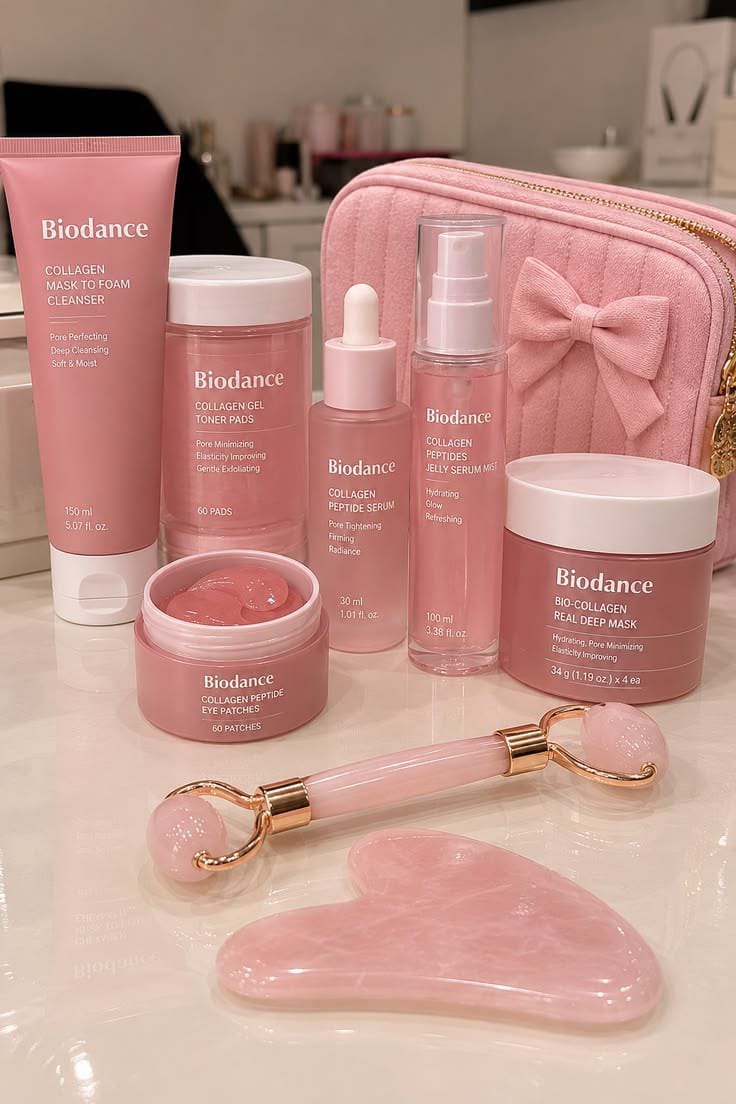 Biodance
COLLAGEN
MASK TO FOAM
CLEANSER
Pore Perfecting
Deep Cleansing
Soft & Moist
150 ml
5.07 fl. oz.
Biodance
COLLAGEN GEL
TONER PADS
Pore Minimizing
Elasticity Improving
Gentle Exfoliating
60 PADS
Biodance
COLLAGEN
PEPTIDE SERUM
Pore Tightening
Firming
Radiance
30 ml
1.01 fl. oz.
Biodance
COLLAGEN
PEPTIDES
JELLY SERUM MIST
Hydrating
Glow
Refreshing
100 ml
3.38 fl. oz.
Biodance
BIO-COLLAGEN
REAL DEEP MASK
Hydrating, Pore Minimizing
Elasticity Improving
34 g (1.19 oz.) x 4 ea
Biodance
COLLAGEN PEPTIDE
EYE PATCHES
60 PATCHES